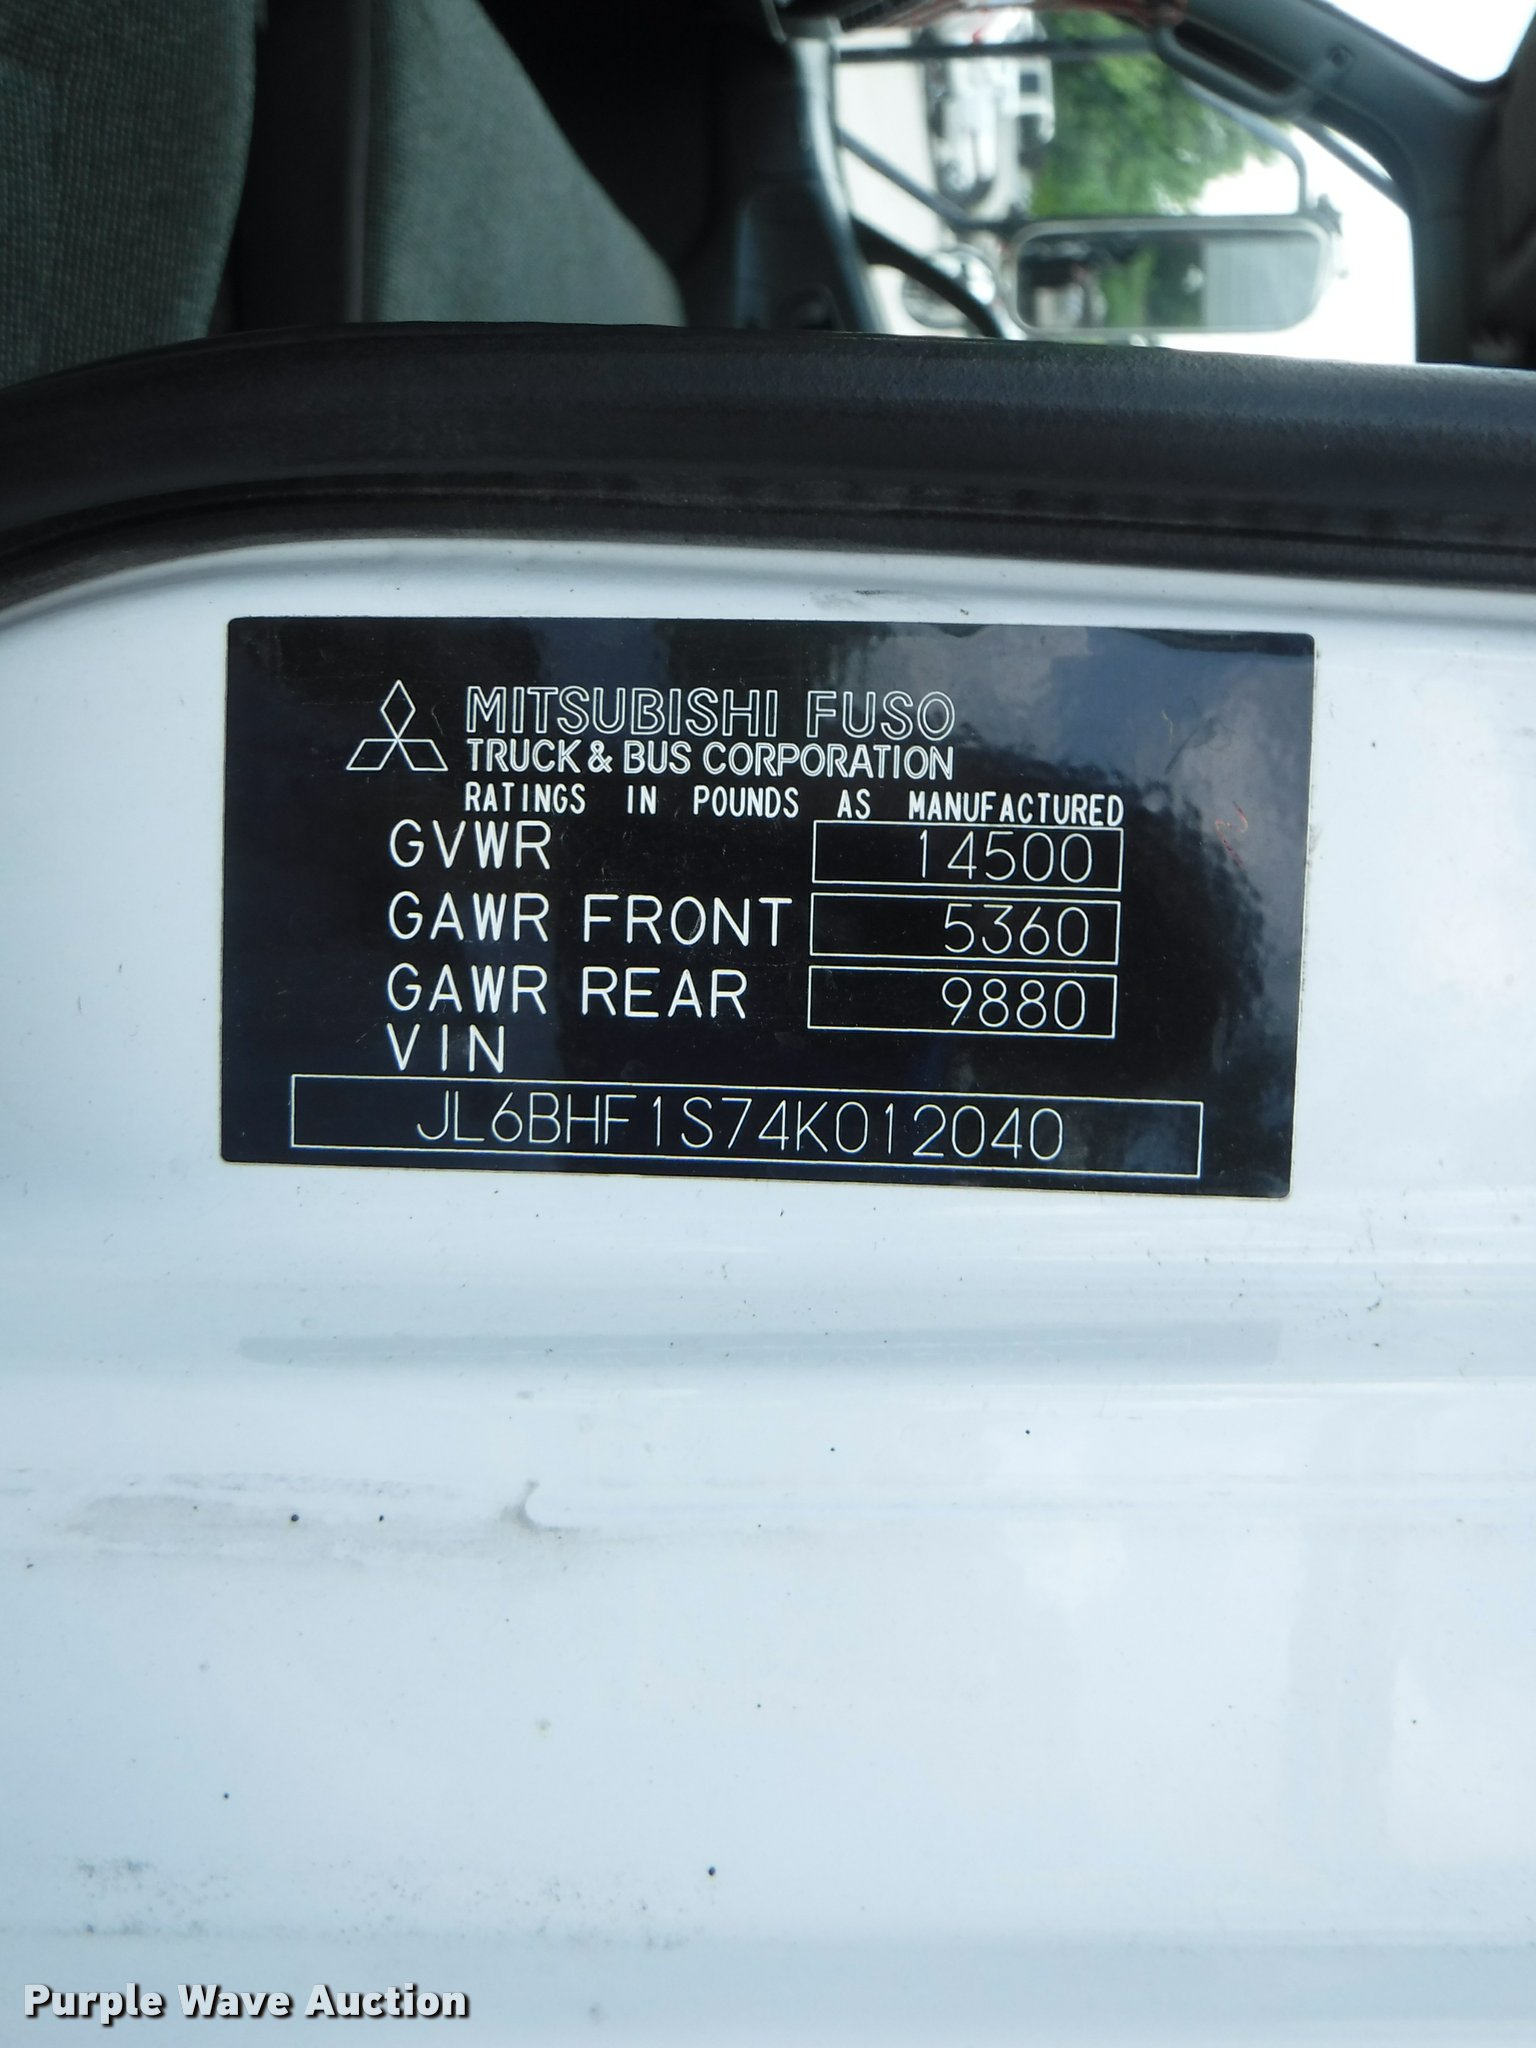 MITSUBISHI FUSO
TRUCK & BUS CORPORATION
RATINGS IN POUNDS AS MANUFACTURED
GVWR 14500
GAWR FRONT 5360
GAWR REAR 9880
VIN
JL6BHF1S74K012040
Purple Wave Auction